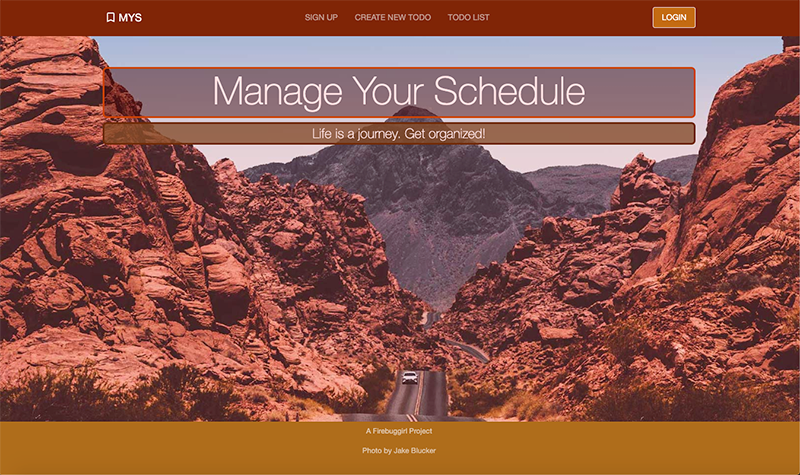 MYS
SIGN UP CREATE NEW TODO TODO LIST
LOGIN
Manage Your Schedule
Life is a journey. Get organized!
A Firebuggirl Project
Photo by Jake Blucker